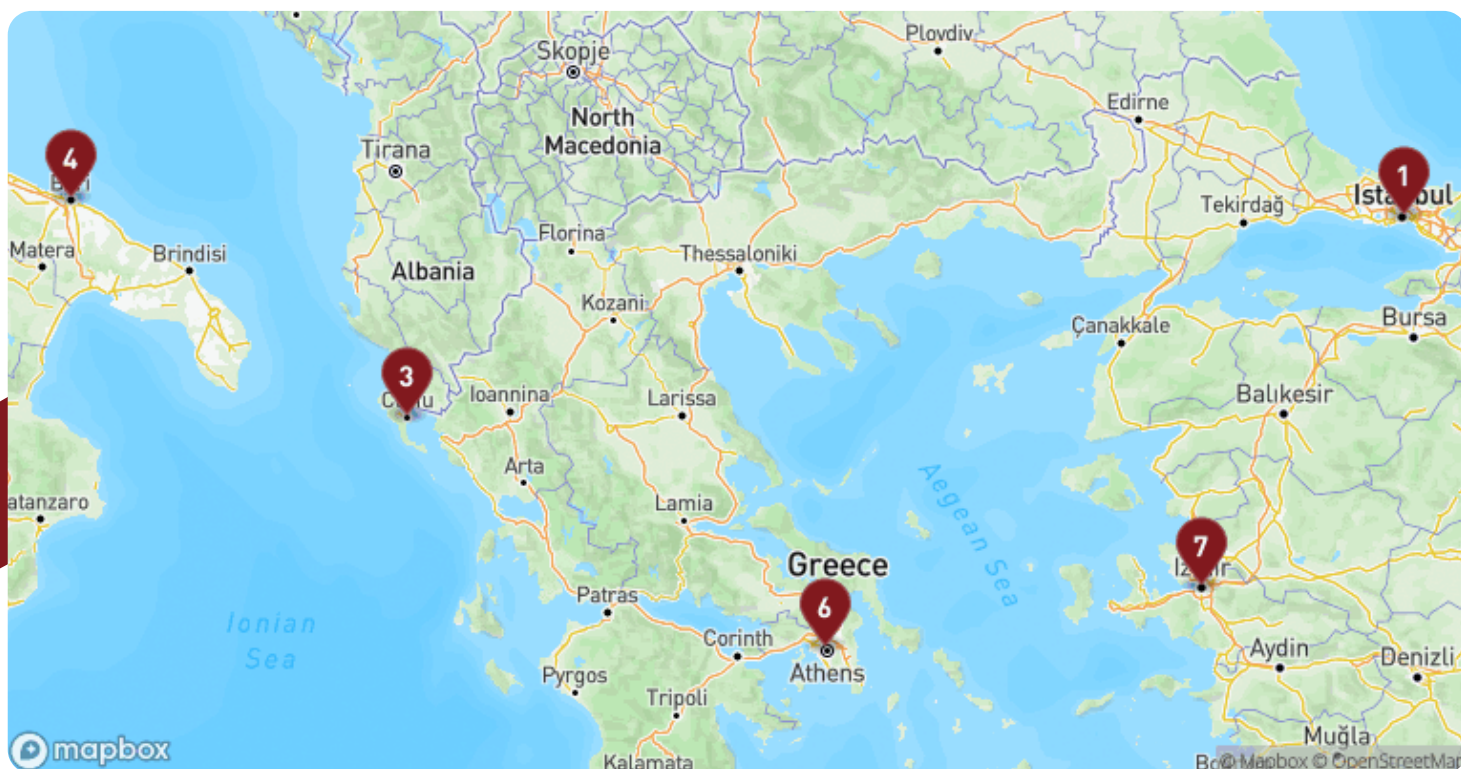 Plovdiv
Skopje
Edirne
North
Macedonia
4
Tirana
1
Istanbul
Tekirdağ
Florina
Matera
Brindisi
Thessaloniki
Albania
Kozani
Çanakkale
Bursa
3
Ioannina
Larissa
Balıkesir
Arta
atanzaro
Lamia
Aegean Sea
7
Greece
6
Patras
Ionian
Sea
Corinth
Athens
Aydin
Denizli
Pyrgos
Tripoli
Muğla
mapbox
Kalamata
© Mapbox © OpenStreetMap